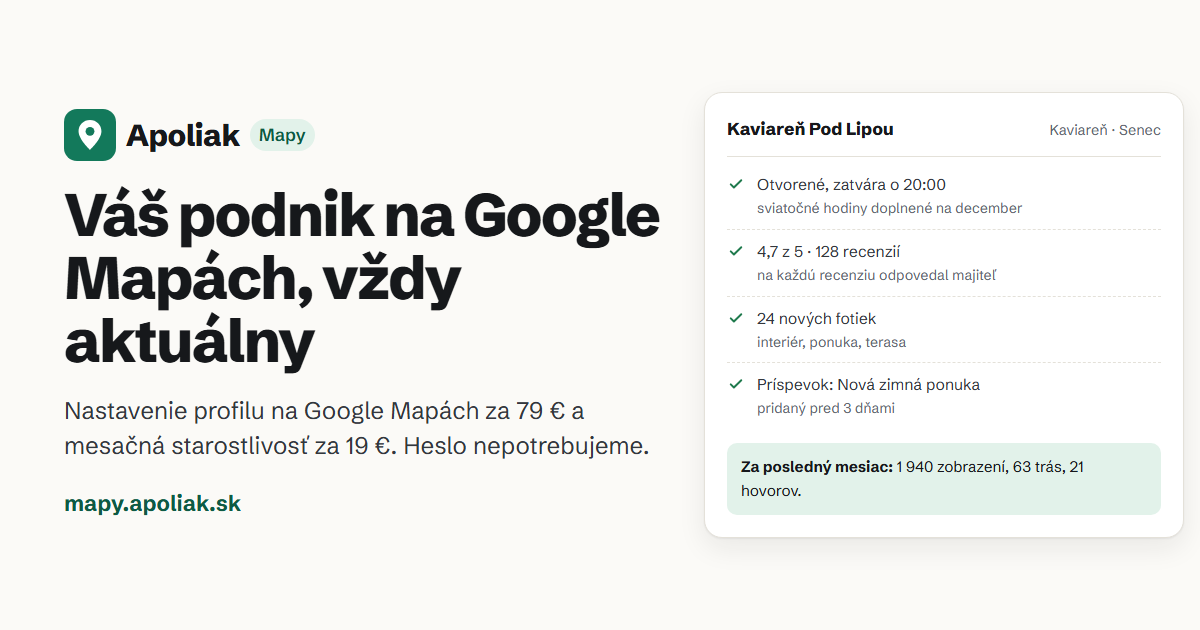 Apoliak Mapy
Váš podnik na Google
Mapách, vždy
aktuálny
Nastavenie profilu na Google Mapách za 79 € a
mesačná starostlivosť za 19 €. Heslo nepotrebujeme.
mapy.apoliak.sk
Kaviareň Pod Lipou
Kaviareň · Senec
Otvorené, zatvára o 20:00
sviatočné hodiny doplnené na december
4,7 z 5 · 128 recenzií
na každú recenziu odpovedal majiteľ
24 nových fotiek
interiér, ponuka, terasa
Príspevok: Nová zimná ponuka
pridaný pred 3 dňami
Za posledný mesiac: 1 940 zobrazení, 63 trás, 21
hovorov.